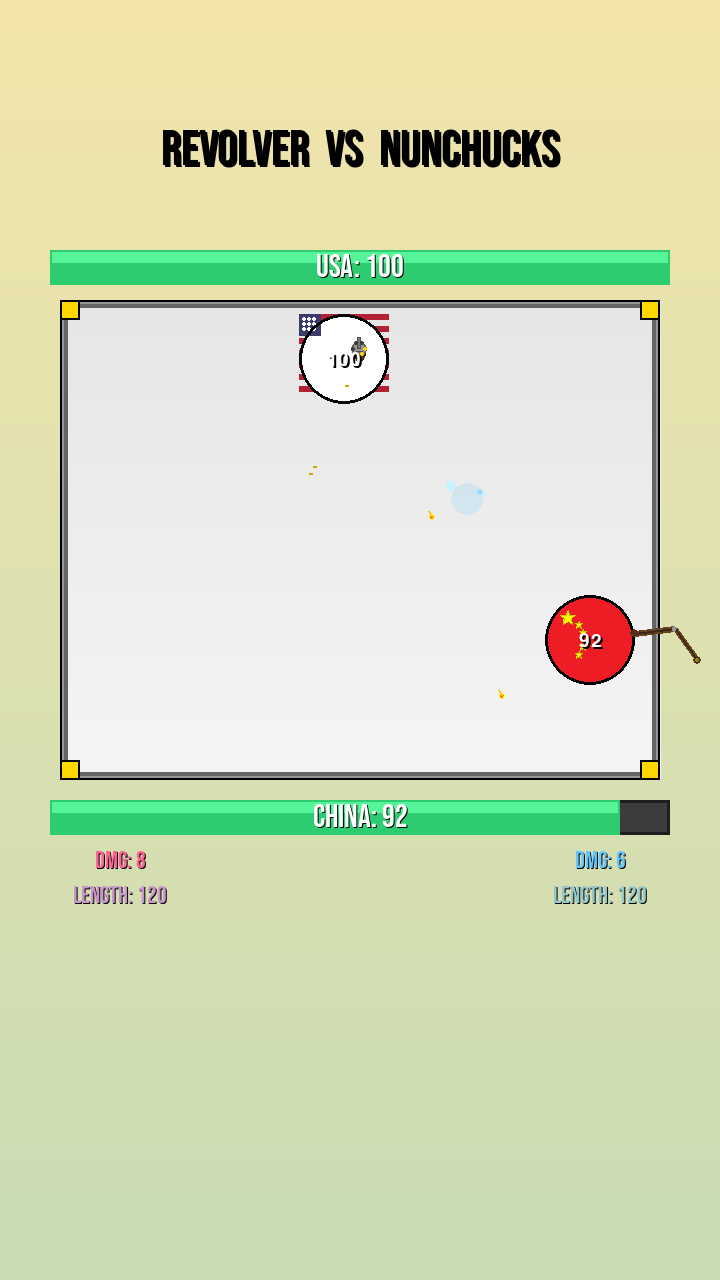 REVOLVER VS NUNCHUCKS
USA: 100
100
92
CHINA: 92
DMG: 8
DMG: 6
LENGTH: 120
LENGTH: 120